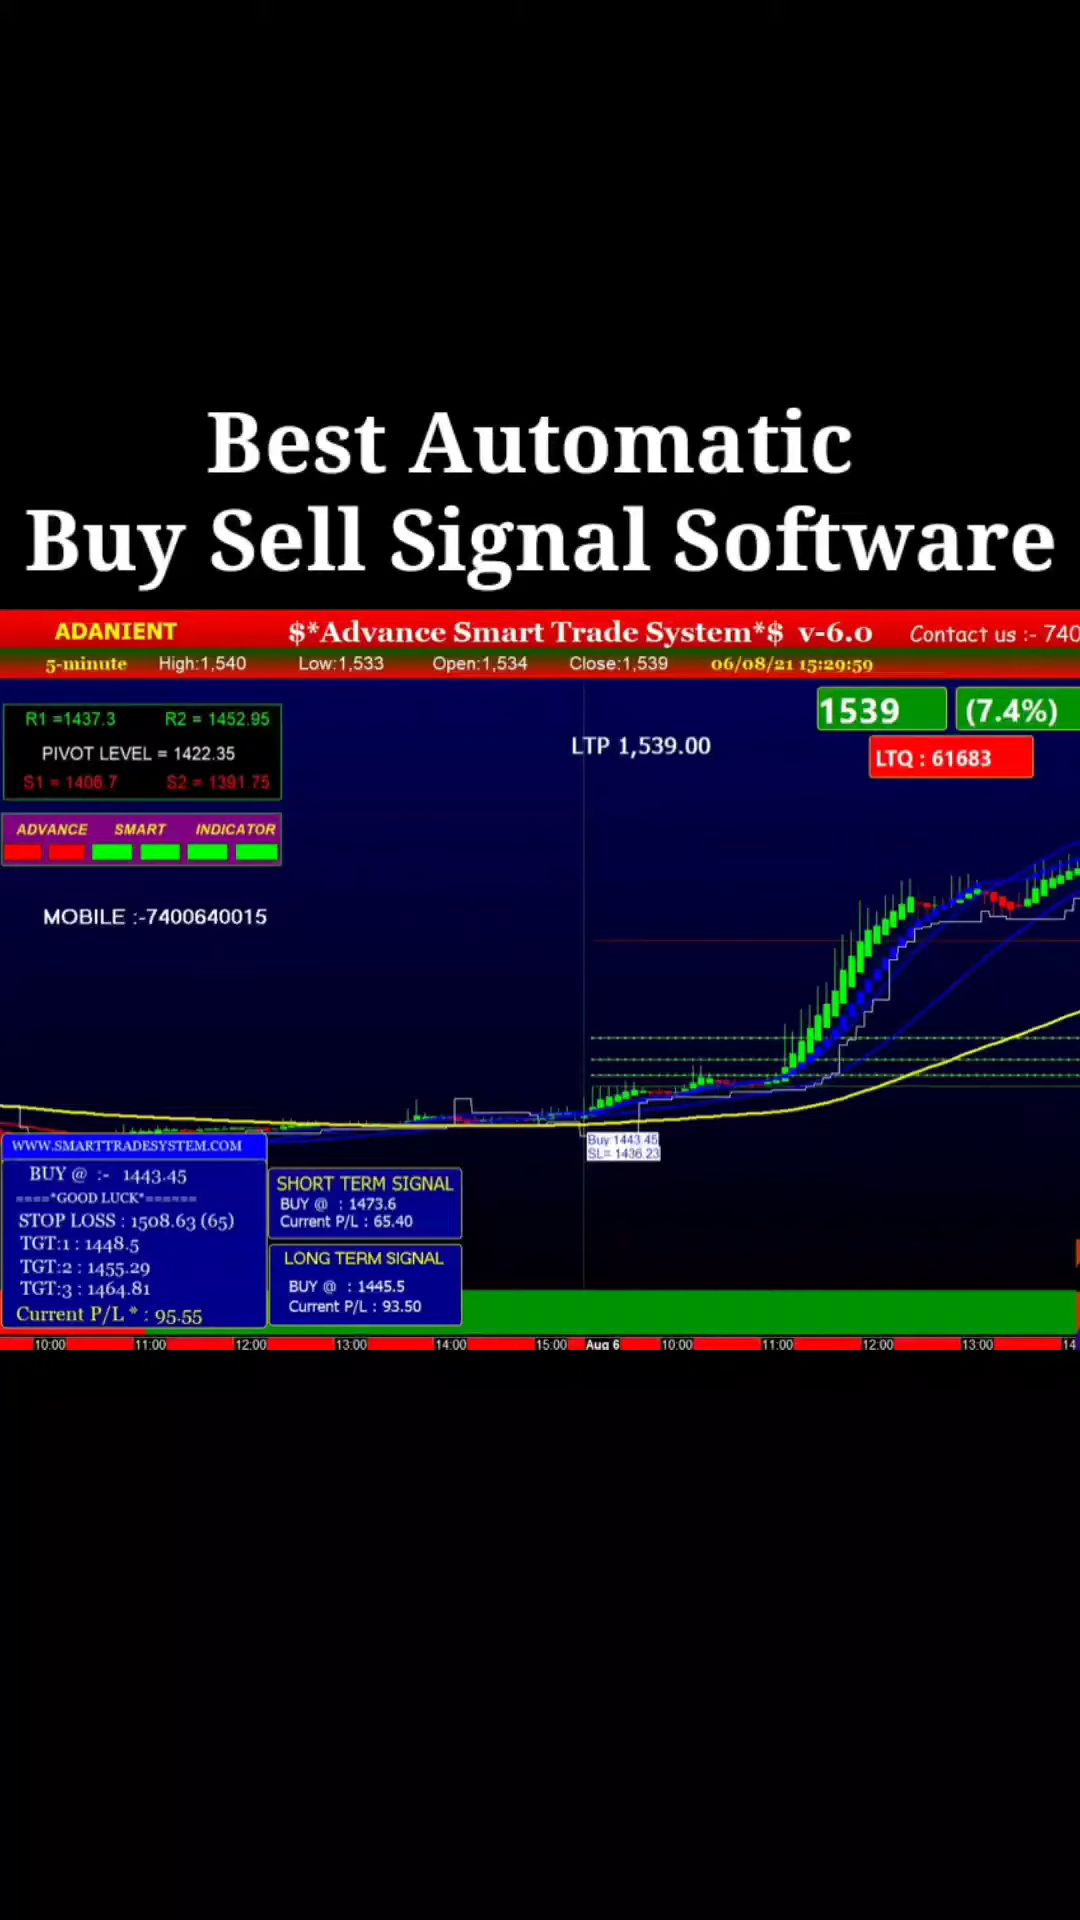 Best Automatic
Buy Sell Signal Software
ADANIENT $*Advance Smart Trade System*$ v-6.0 Contact us :- 740
5-minute High:1,540 Low:1,533 Open:1,534 Close:1,539 06/08/21 15:29:59
1539 (7.4%)
R1 =1437.3 R2 = 1452.95
LTP 1,539.00
PIVOT LEVEL = 1422.35
LTQ : 61683
S1 = 1406.7 S2 = 1391.75
ADVANCE SMART INDICATOR
MOBILE :-7400640015
Buy:1443.45
SL= 1436.23
WWW.SMARTTRADESYSTEM.COM
BUY @ :- 1443.45
====*GOOD LUCK*======
STOP LOSS : 1508.63 (65)
TGT:1 : 1448.5
TGT:2 : 1455.29
TGT:3 : 1464.81
Current P/L * : 95.55
SHORT TERM SIGNAL
BUY @ : 1473.6
Current P/L : 65.40
LONG TERM SIGNAL
BUY @ : 1445.5
Current P/L : 93.50
10:00 11:00 12:00 13:00 14:00 15:00 Aug 6 10:00 11:00 12:00 13:00 14